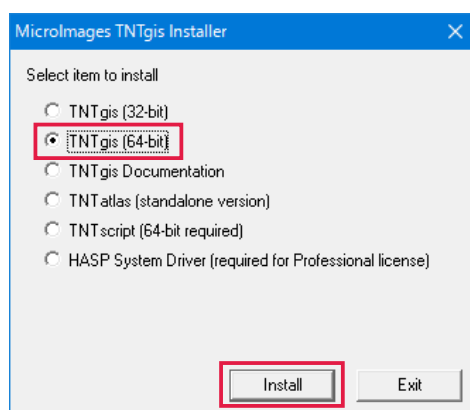 MicroImages TNTgis Installer
Select item to install
TNTgis (32-bit)
TNTgis (64-bit)
TNTgis Documentation
TNTatlas (standalone version)
TNTscript (64-bit required)
HASP System Driver (required for Professional license)
Install Exit